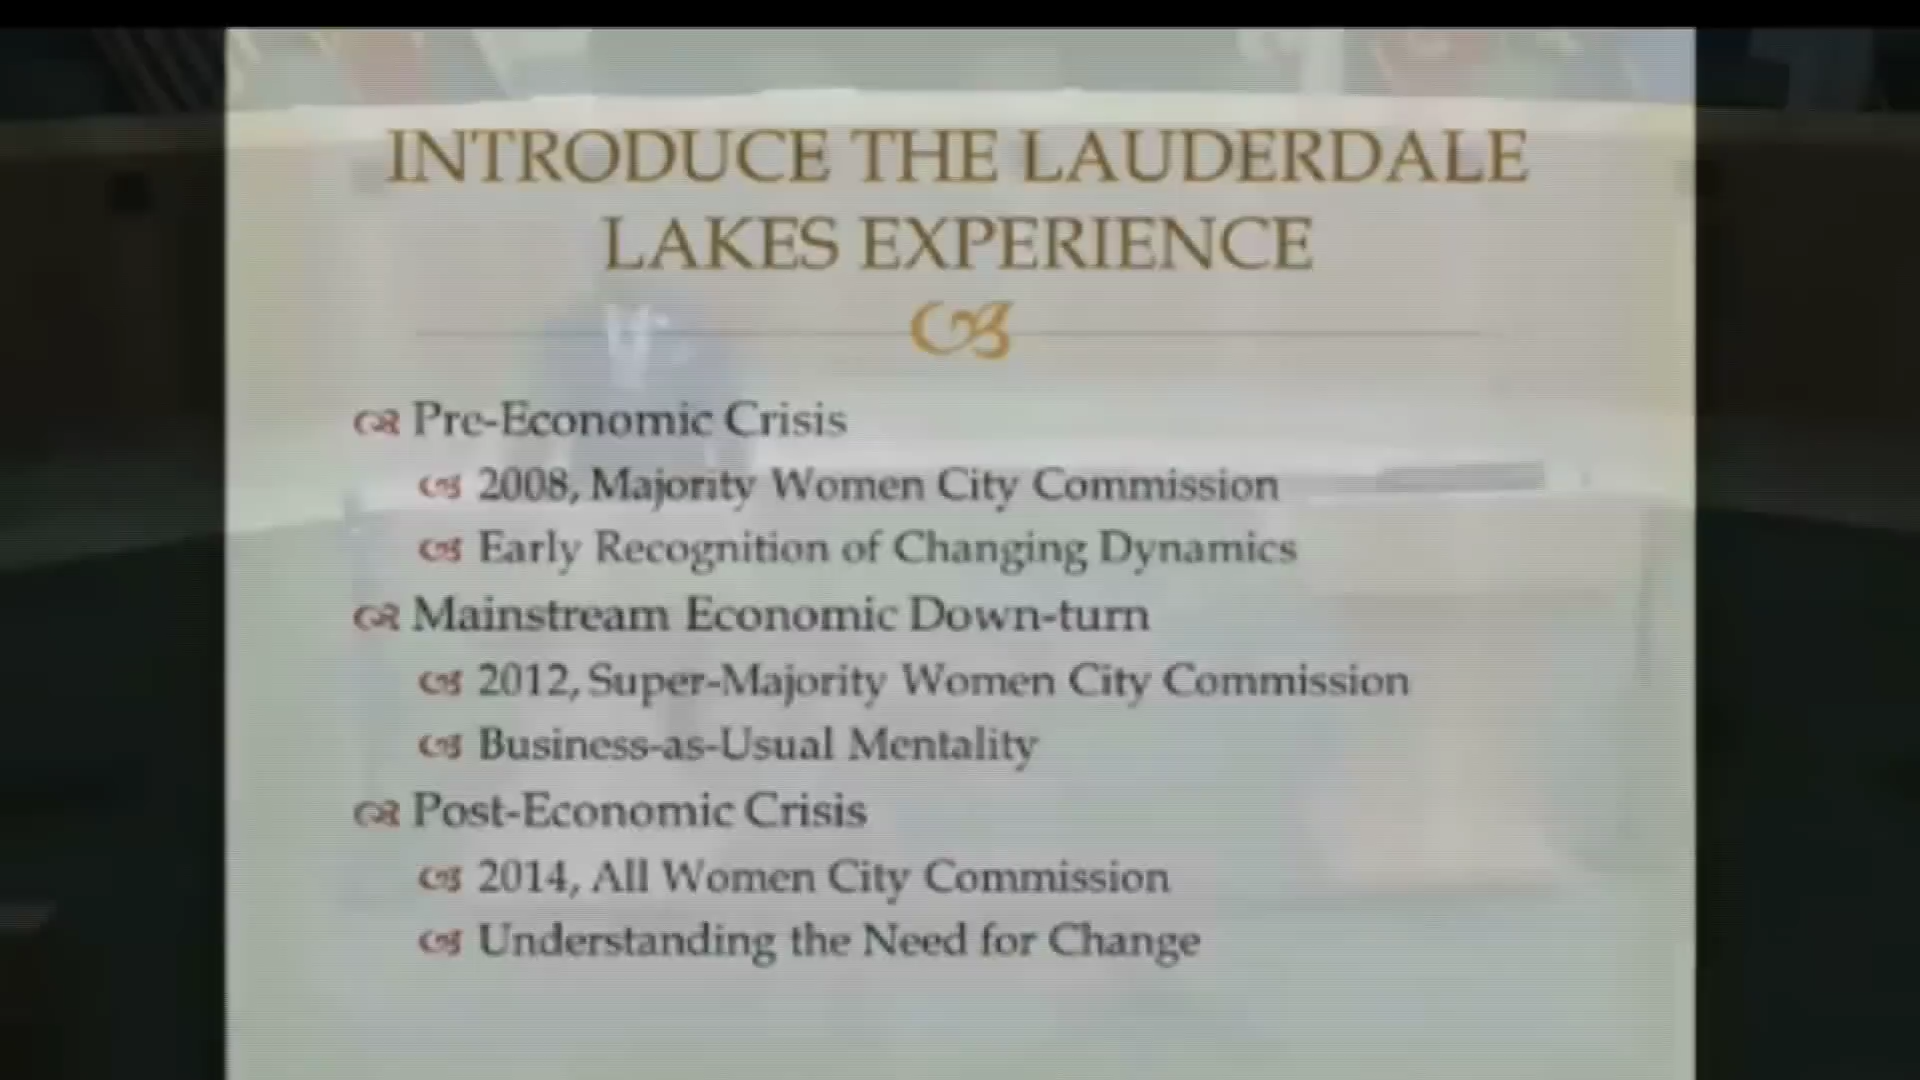 INTRODUCE THE LAUDERDALE
LAKES EXPERIENCE
Pre-Economic Crisis
2008, Majority Women City Commission
Early Recognition of Changing Dynamics
Mainstream Economic Down-turn
2012, Super-Majority Women City Commission
Business-as-Usual Mentality
Post-Economic Crisis
2014, All Women City Commission
Understanding the Need for Change